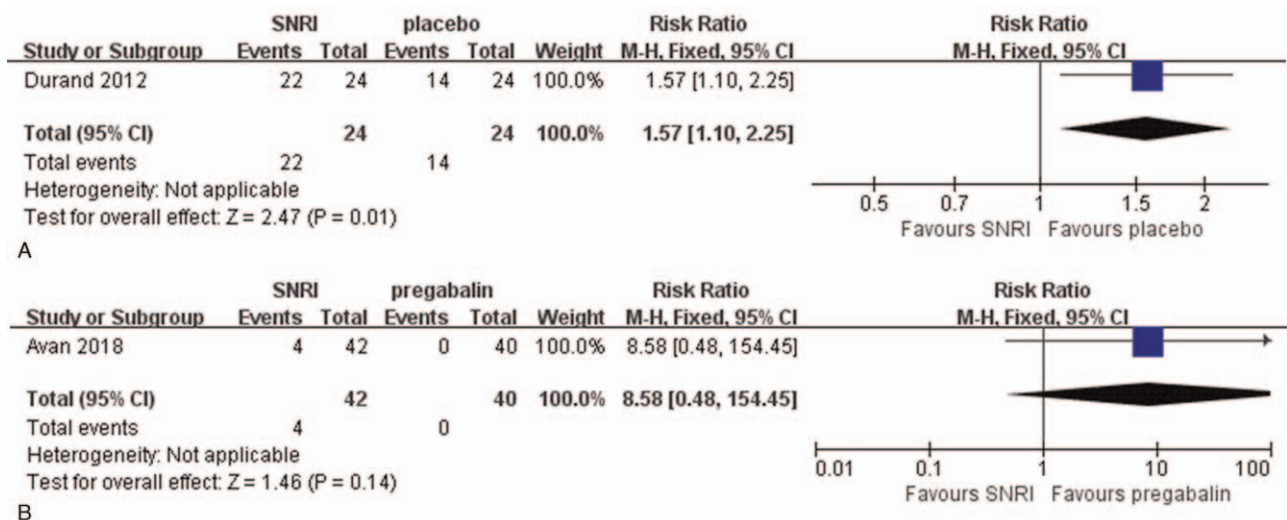 SNRI placebo Risk Ratio Risk Ratio
Study or Subgroup Events Total Events Total Weight M-H, Fixed, 95% CI M-H, Fixed, 95% CI
Durand 2012 22 24 14 24 100.0% 1.57 [1.10, 2.25]
Total (95% CI) 24 24 100.0% 1.57 [1.10, 2.25]
Total events 22 14
Heterogeneity: Not applicable
Test for overall effect: Z = 2.47 (P = 0.01)
0.5 0.7 1 1.5 2
Favours SNRI Favours placebo
A
SNRI pregabalin Risk Ratio Risk Ratio
Study or Subgroup Events Total Events Total Weight M-H, Fixed, 95% CI M-H, Fixed, 95% CI
Avan 2018 4 42 0 40 100.0% 8.58 [0.48, 154.45]
Total (95% CI) 42 40 100.0% 8.58 [0.48, 154.45]
Total events 4 0
Heterogeneity: Not applicable
Test for overall effect: Z = 1.46 (P = 0.14)
0.01 0.1 1 10 100
Favours SNRI Favours pregabalin
B